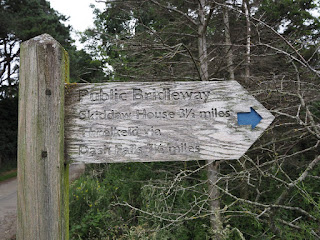 Public Bridleway
Skiddaw House 3½ miles
Threlkeld via
Dash Falls miles